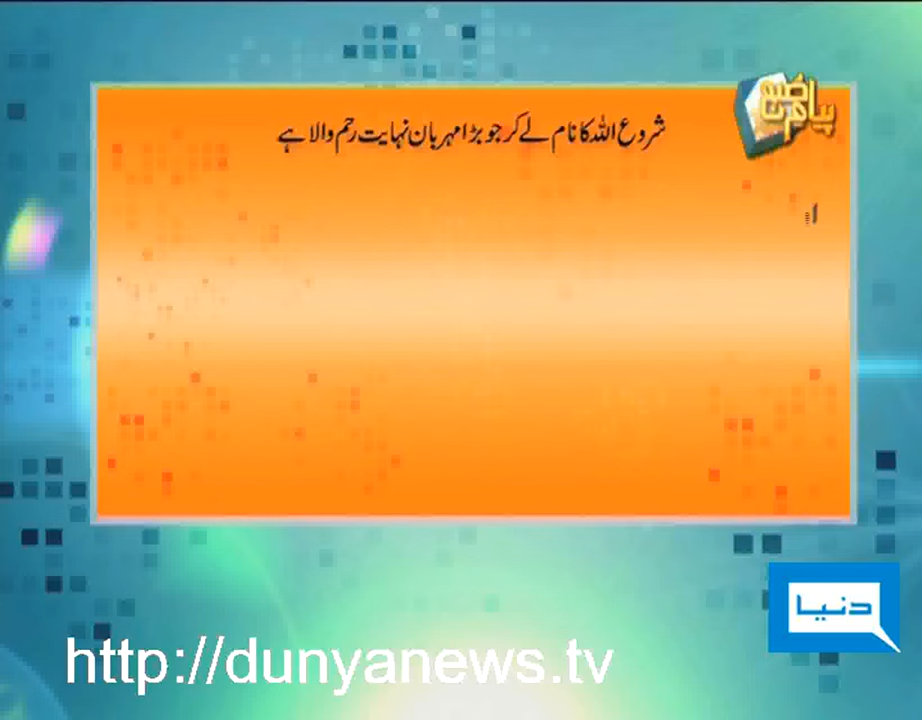 شروع اللہ کا نام لے کر جو بڑا مہربان نہایت رحم والا ہے
پیام صبح
ا
دنیا
http://dunyanews.tv